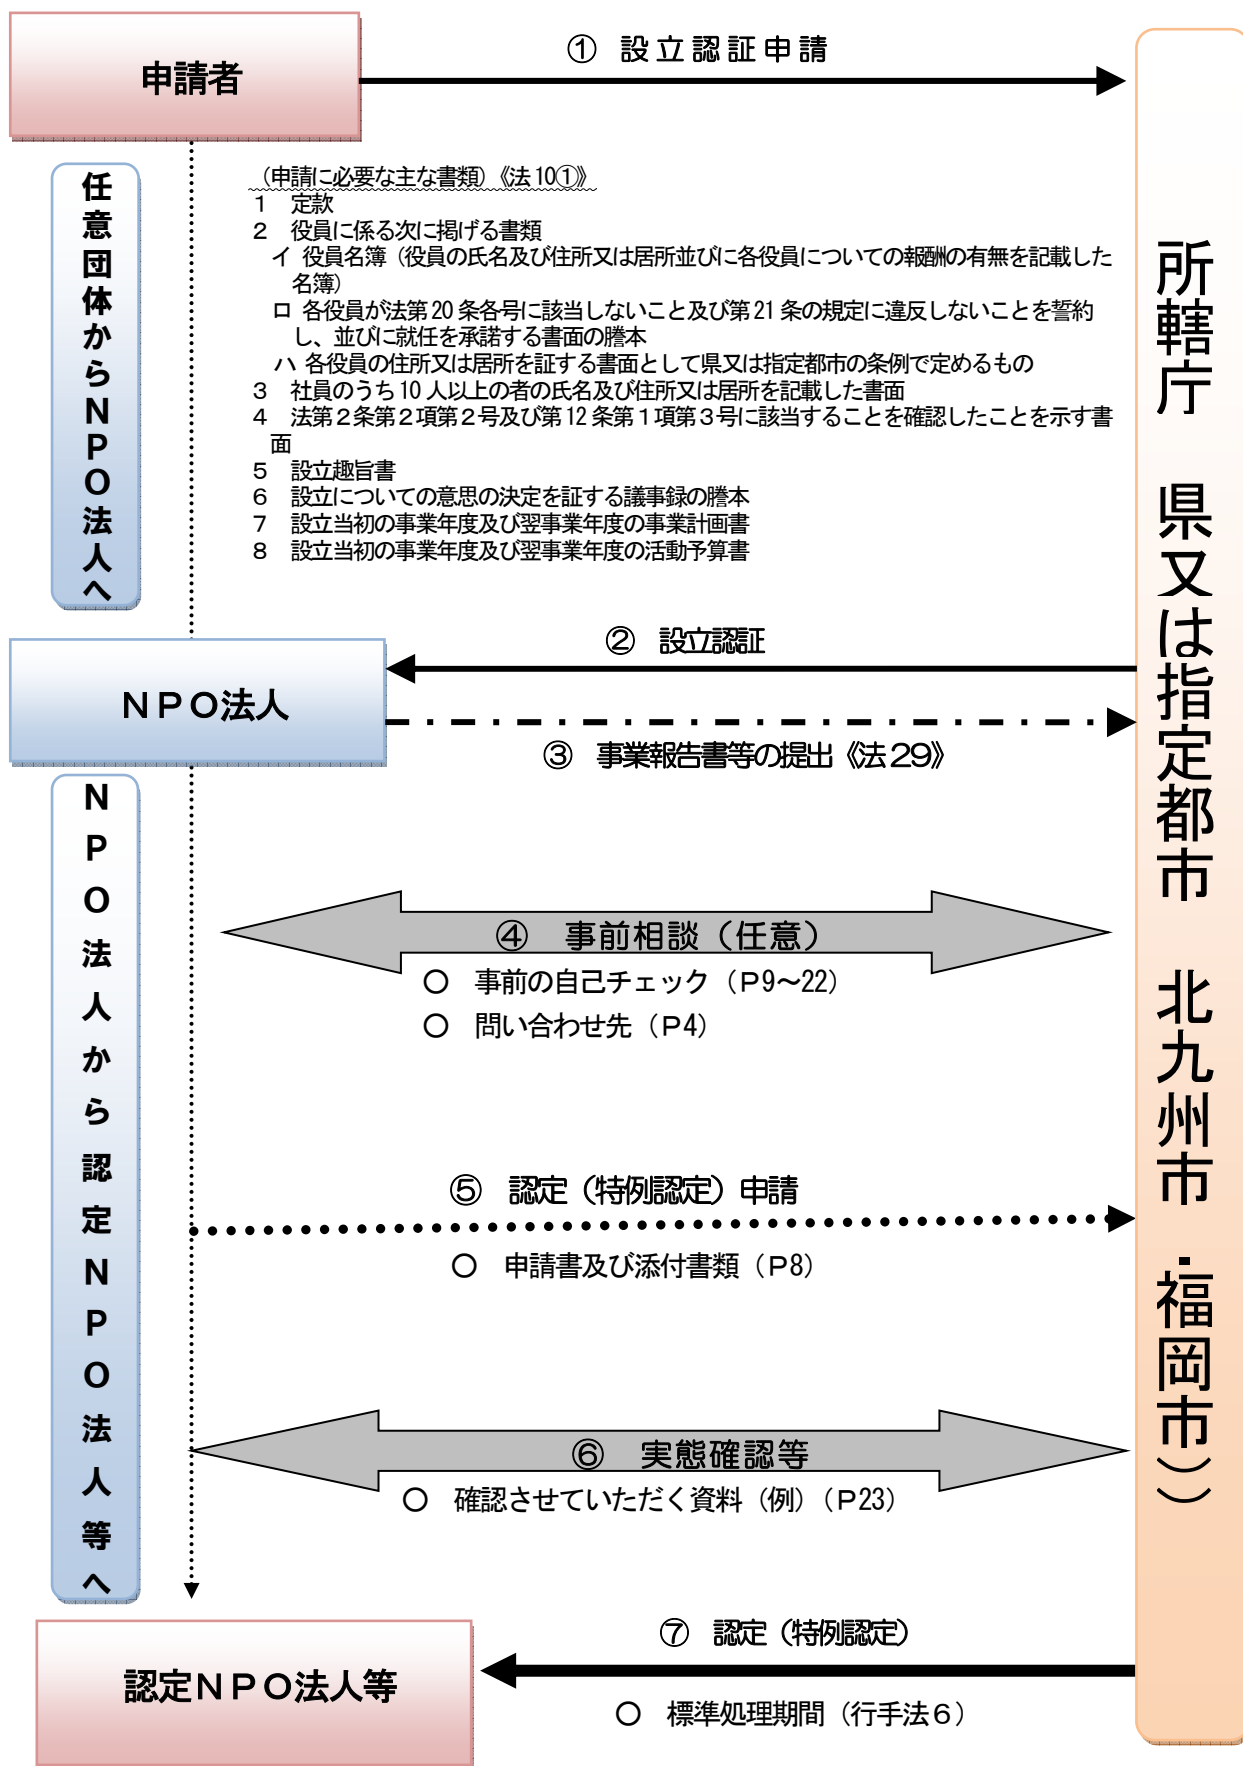 申請者
① 設立認証申請
任意団体からNPO法人へ
（申請に必要な主な書類）《法10①》
1 定款
2 役員に係る次に掲げる書類
イ 役員名簿（役員の氏名及び住所又は居所並びに各役員についての報酬の有無を記載した
名簿）
ロ 各役員が法第20条各号に該当しないこと及び第21条の規定に違反しないことを誓約
し、並びに就任を承諾する書面の謄本
ハ 各役員の住所又は居所を証する書面として県又は指定都市の条例で定めるもの
3 社員のうち10人以上の者の氏名及び住所又は居所を記載した書面
4 法第２条第２項第２号及び第12条第１項第３号に該当することを確認したことを示す書
面
5 設立趣旨書
6 設立についての意思の決定を証する議事録の謄本
7 設立当初の事業年度及び翌事業年度の事業計画書
8 設立当初の事業年度及び翌事業年度の活動予算書
② 設立認証
ＮＰＯ法人
③ 事業報告書等の提出《法29》
NPO法人から認定NPO法人等へ
④ 事前相談（任意）
○ 事前の自己チェック（Ｐ9～22）
○ 問い合わせ先（Ｐ4）
⑤ 認定（特例認定）申請
○ 申請書及び添付書類（Ｐ8）
⑥ 実態確認等
○ 確認させていただく資料（例）（Ｐ23）
⑦ 認定（特例認定）
認定ＮＰＯ法人等
○ 標準処理期間（行手法６）
所轄庁 県又は指定都市 北九州市 ・福岡市））